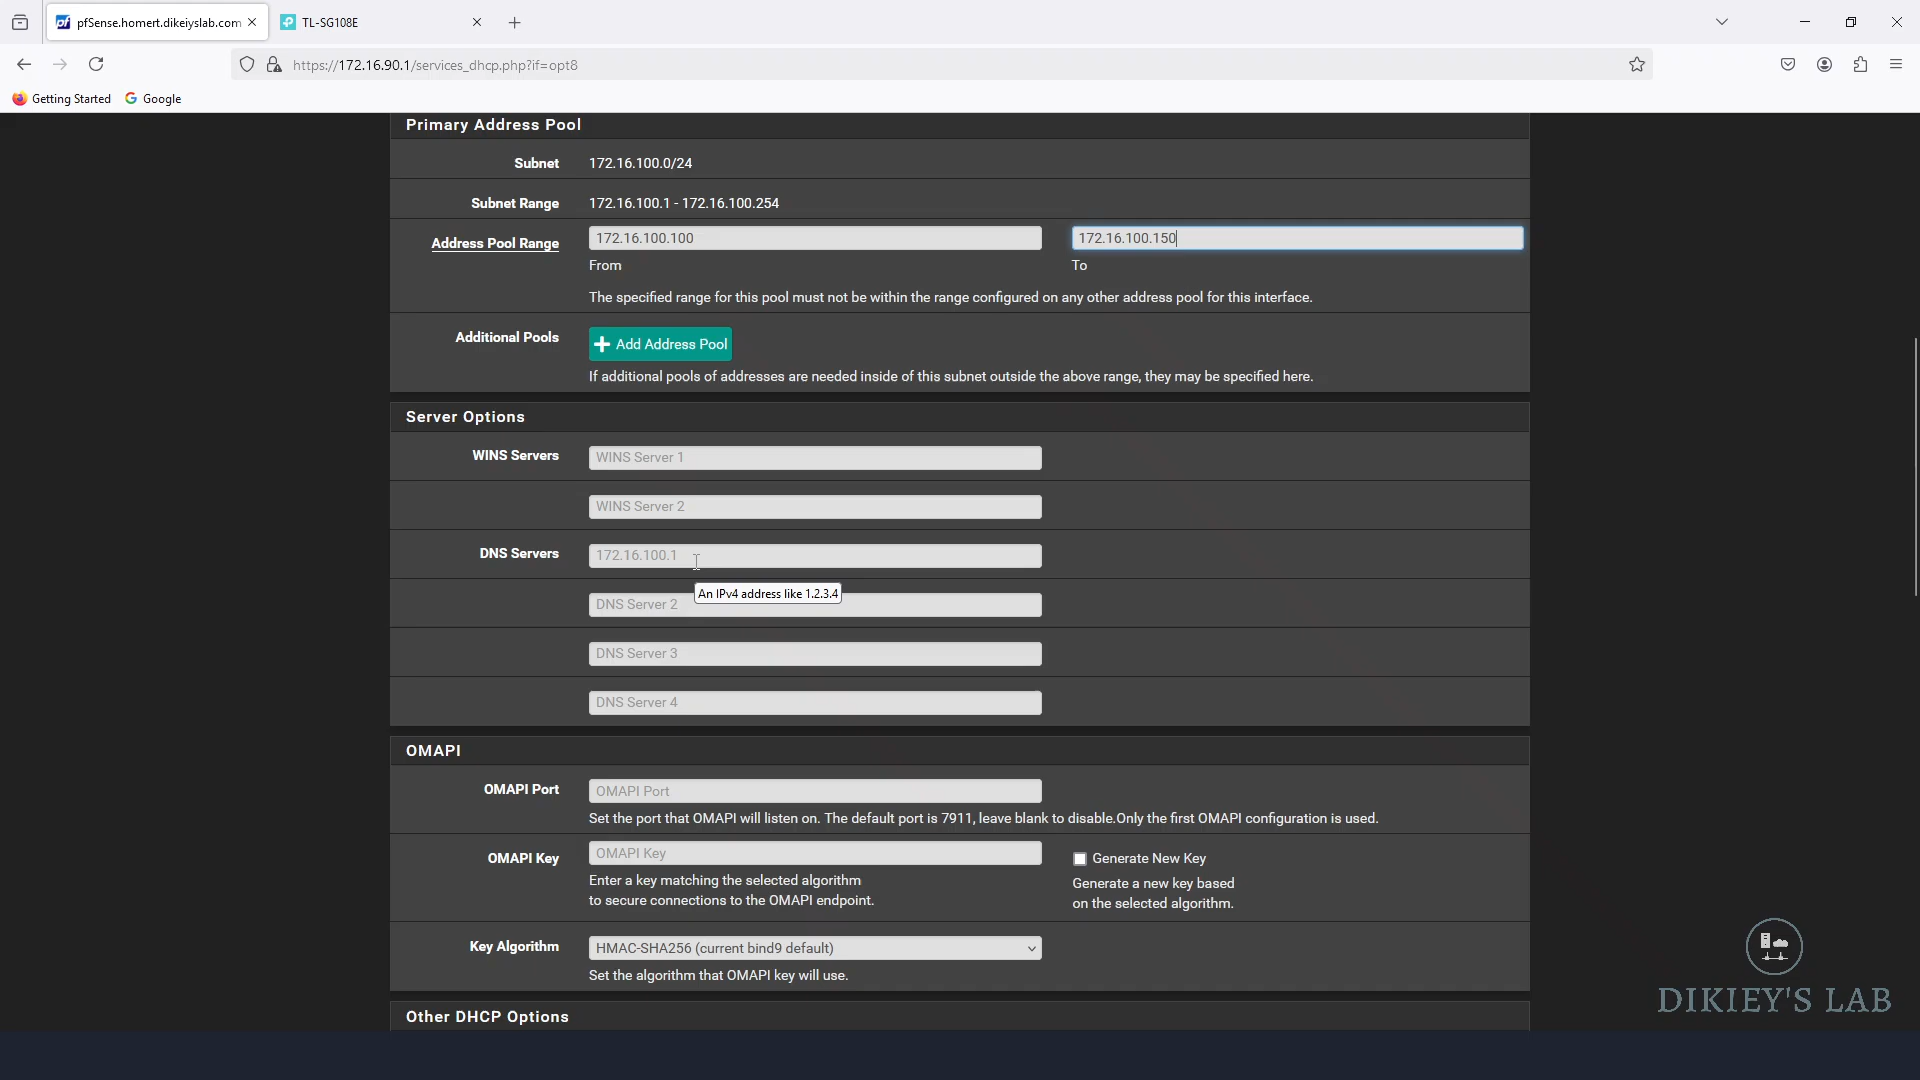 pfSense.homert.dikeiyslab.com
TL-SG108E
https://172.16.90.1/services_dhcp.php?if=opt8
Getting Started
Google
Primary Address Pool
Subnet
172.16.100.0/24
Subnet Range
172.16.100.1 - 172.16.100.254
Address Pool Range
172.16.100.100
172.16.100.150
From
To
The specified range for this pool must not be within the range configured on any other address pool for this interface.
Additional Pools
Add Address Pool
If additional pools of addresses are needed inside of this subnet outside the above range, they may be specified here.
Server Options
WINS Servers
WINS Server 1
WINS Server 2
DNS Servers
172.16.100.1
An IPv4 address like 1.2.3.4
DNS Server 2
DNS Server 3
DNS Server 4
OMAPI
OMAPI Port
OMAPI Port
Set the port that OMAPI will listen on. The default port is 7911, leave blank to disable.Only the first OMAPI configuration is used.
OMAPI Key
OMAPI Key
Generate New Key
Enter a key matching the selected algorithm
to secure connections to the OMAPI endpoint.
Generate a new key based
on the selected algorithm.
Key Algorithm
HMAC-SHA256 (current bind9 default)
Set the algorithm that OMAPI key will use.
Other DHCP Options
DIKIEY'S LAB